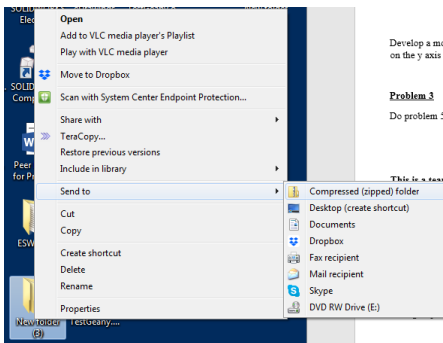 Open
Add to VLC media player's Playlist
Play with VLC media player
Move to Dropbox
Scan with System Center Endpoint Protection...
Share with
TeraCopy...
Restore previous versions
Include in library
Send to
Cut
Copy
Create shortcut
Delete
Rename
Properties
Compressed (zipped) folder
Desktop (create shortcut)
Documents
Dropbox
Fax recipient
Mail recipient
Skype
DVD RW Drive (E:)
Elec
SOLID
Comp
Peer
for Pr
ESW
New folder
(3)
TestGeany....
Develop a mo
on the y axis
Problem 3
Do problem 5
This is a tea